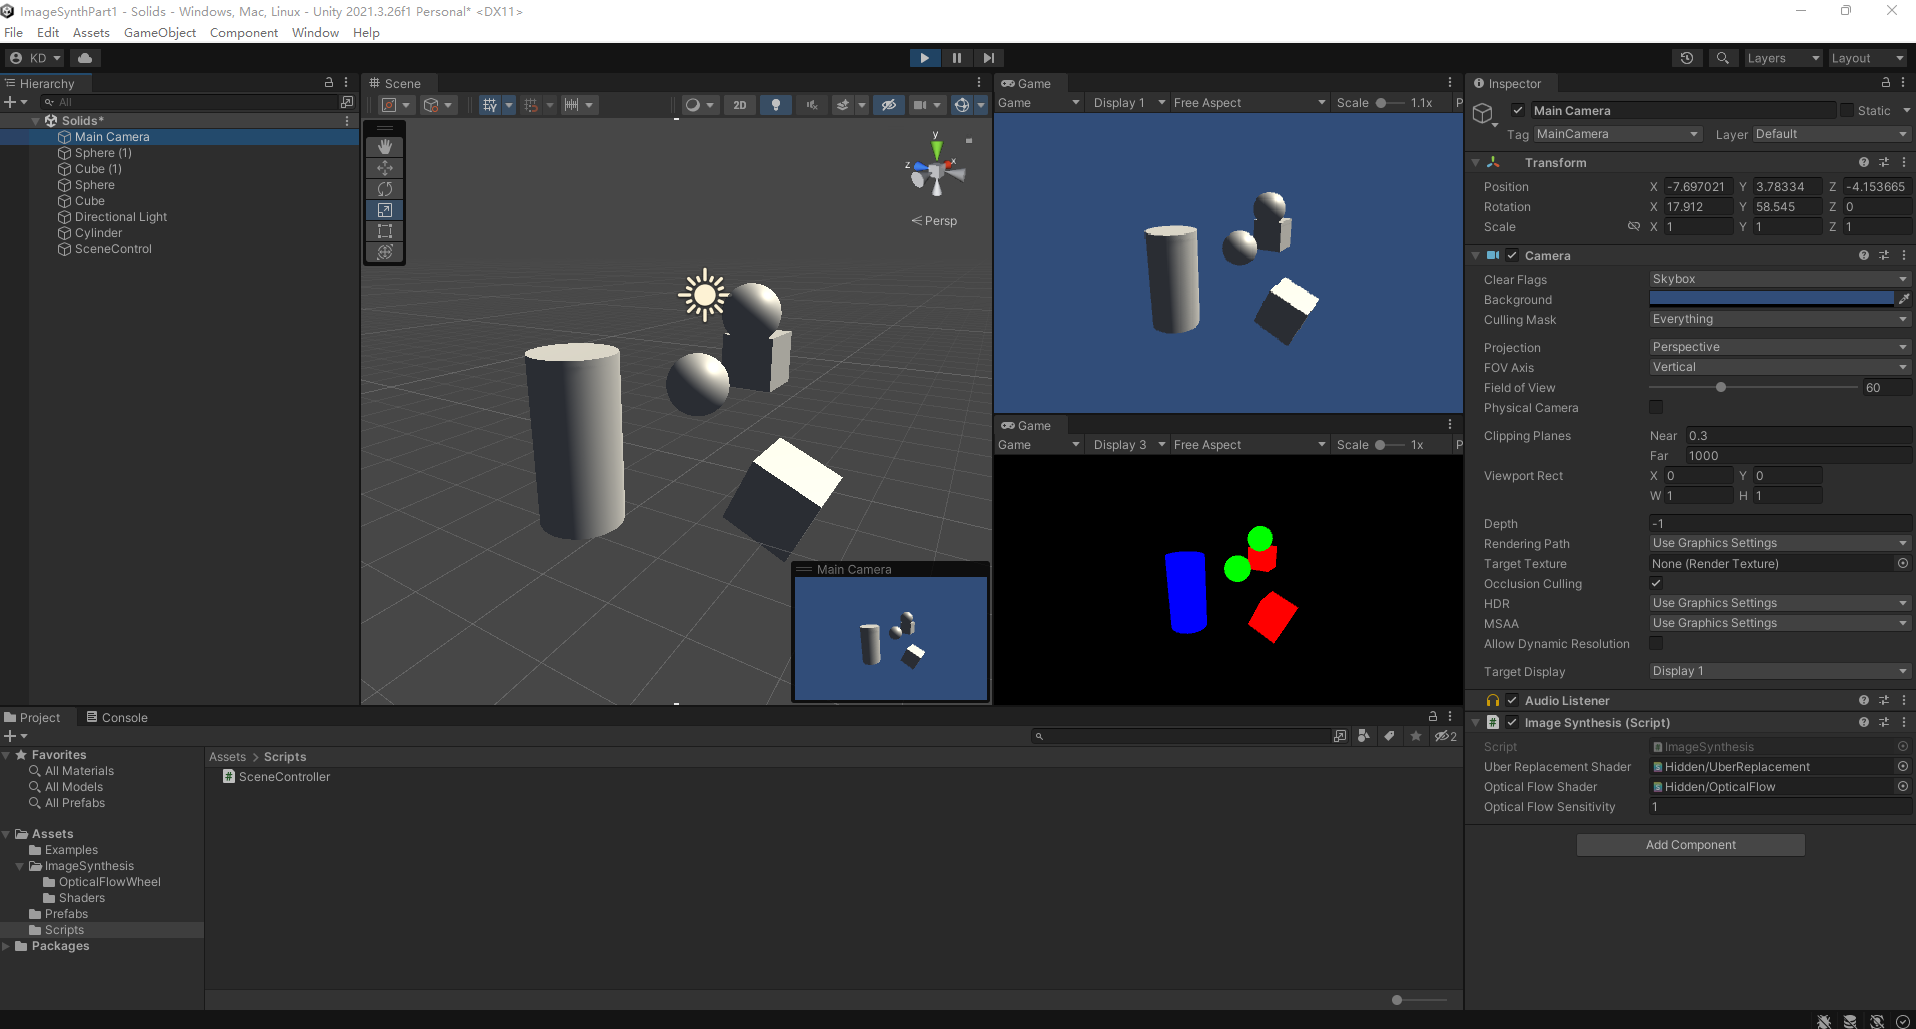 ImageSynthPart1 - Solids - Windows, Mac, Linux - Unity 2021.3.26f1 Personal* <DX11>
File Edit Assets GameObject Component Window Help
KD Layers Layout
Hierarchy
All
Solids*
Main Camera
Sphere (1)
Cube (1)
Sphere
Cube
Directional Light
Cylinder
SceneControl
Scene
2D
y
z x
Persp
Main Camera
Game
Game Display 1 Free Aspect Scale 1.1x P
Game
Game Display 3 Free Aspect Scale 1x P
Inspector
Main Camera Static
Tag MainCamera Layer Default
Transform
Position X -7.697021 Y 3.78334 Z -4.153665
Rotation X 17.912 Y 58.545 Z 0
Scale X 1 Y 1 Z 1
Camera
Clear Flags Skybox
Background
Culling Mask Everything
Projection Perspective
FOV Axis Vertical
Field of View 60
Physical Camera
Clipping Planes Near 0.3
Far 1000
Viewport Rect X 0 Y 0
W 1 H 1
Depth -1
Rendering Path Use Graphics Settings
Target Texture None (Render Texture)
Occlusion Culling
HDR Use Graphics Settings
MSAA Use Graphics Settings
Allow Dynamic Resolution
Target Display Display 1
Audio Listener
# Image Synthesis (Script)
Script ImageSynthesis
Uber Replacement Shader Hidden/UberReplacement
Optical Flow Shader Hidden/OpticalFlow
Optical Flow Sensitivity 1
Add Component
Project Console
2
Favorites
All Materials
All Models
All Prefabs
Assets
Examples
ImageSynthesis
OpticalFlowWheel
Shaders
Prefabs
Scripts
Packages
Assets > Scripts
# SceneController